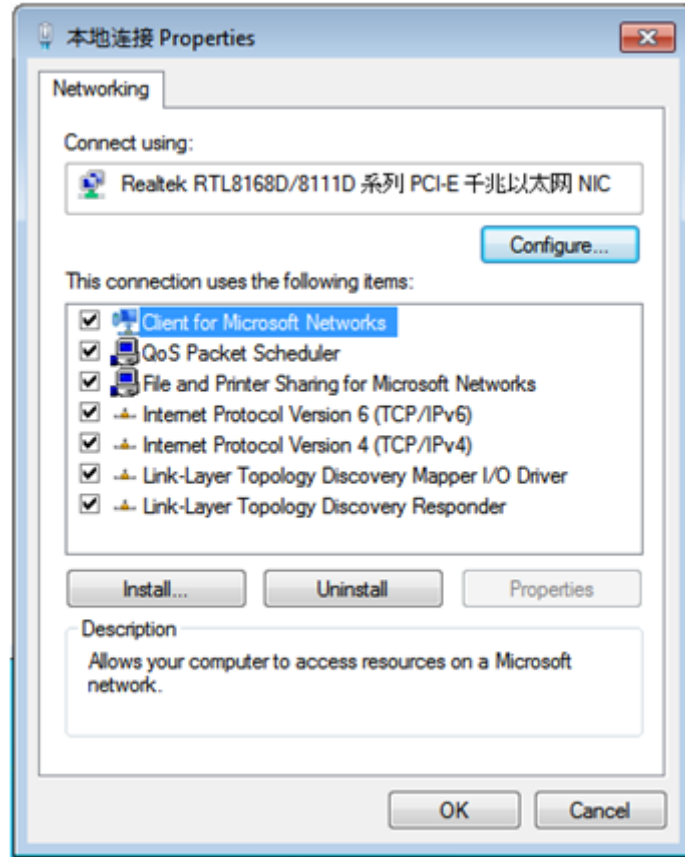 本地连接 Properties
Networking
Connect using:
Realtek RTL8168D/8111D 系列 PCI-E 千兆以太网 NIC
Configure...
This connection uses the following items:
Client for Microsoft Networks
QoS Packet Scheduler
File and Printer Sharing for Microsoft Networks
Internet Protocol Version 6 (TCP/IPv6)
Internet Protocol Version 4 (TCP/IPv4)
Link-Layer Topology Discovery Mapper I/O Driver
Link-Layer Topology Discovery Responder
Install... Uninstall Properties
Description
Allows your computer to access resources on a Microsoft
network.
OK Cancel